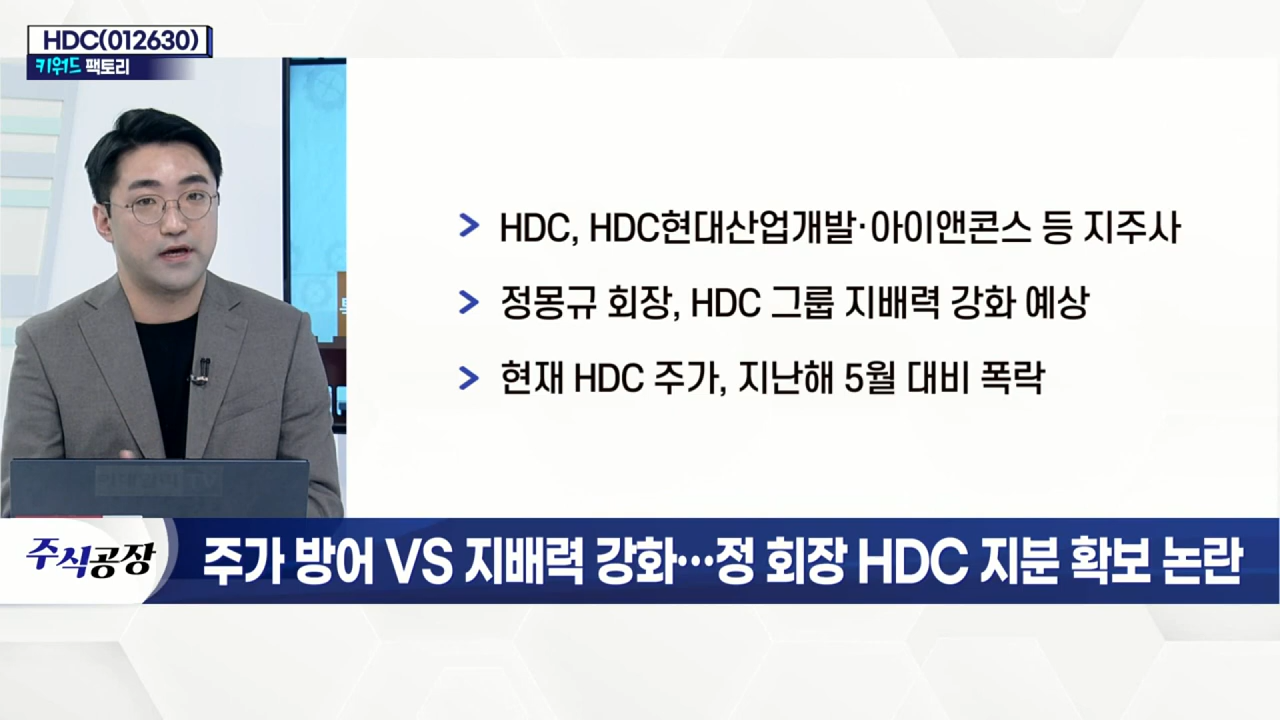 HDC(012630)
키워드 팩토리
> HDC, HDC현대산업개발·아이앤콘스 등 지주사
> 정몽규 회장, HDC 그룹 지배력 강화 예상
> 현재 HDC 주가, 지난해 5월 대비 폭락
주식공장
주가 방어 VS 지배력 강화…정 회장 HDC 지분 확보 논란